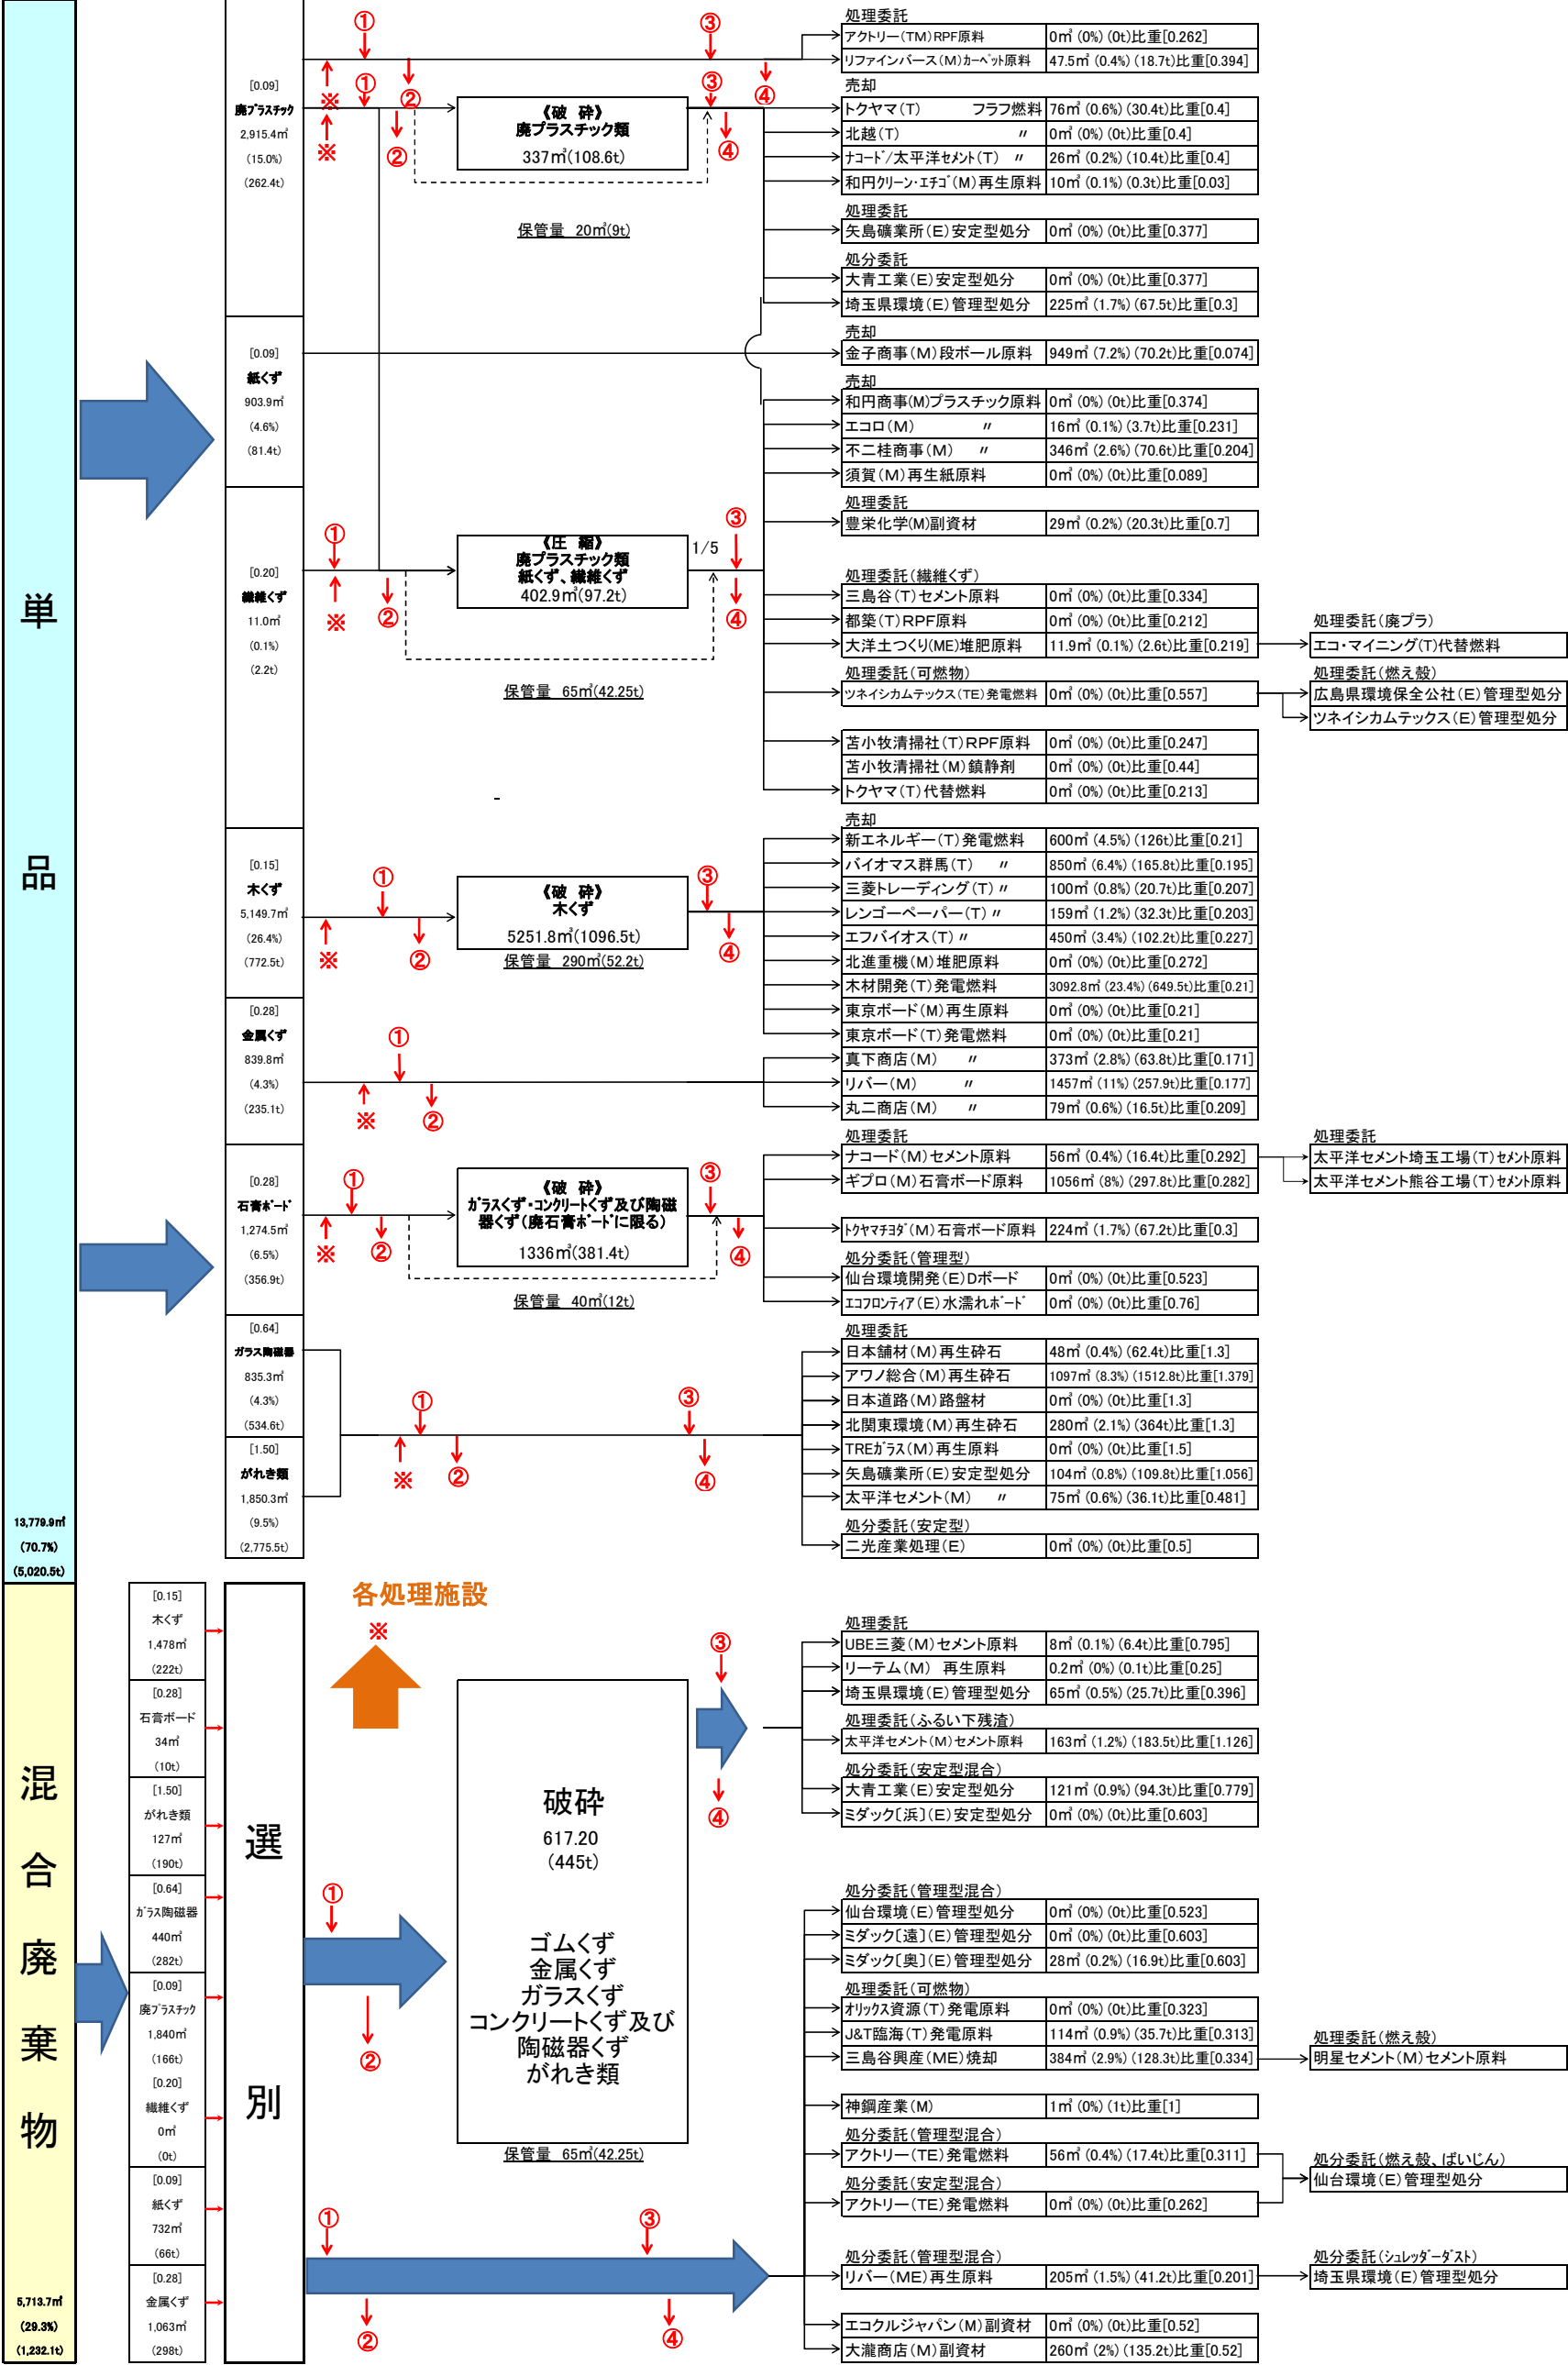 単
品
13,779.9㎥
(70.7%)
(5,020.5t)
混
合
廃
棄
物
5,713.7㎥
(29.3%)
(1,232.1t)
[0.09]
廃プラスチック
2,915.4㎥
(15.0%)
(262.4t)
[0.09]
紙くず
903.9㎥
(4.6%)
(81.4t)
[0.20]
繊維くず
11.0㎥
(0.1%)
(2.2t)
[0.15]
木くず
5,149.7㎥
(26.4%)
(772.5t)
[0.28]
金属くず
839.8㎥
(4.3%)
(235.1t)
[0.28]
石膏ボード
1,274.5㎥
(6.5%)
(356.9t)
[0.64]
ガラス陶磁器
835.3㎥
(4.3%)
(534.6t)
[1.50]
がれき類
1,850.3㎥
(9.5%)
(2,775.5t)
① ③
※ ① ② ③ ④
※ ② ④
《破 砕》
廃プラスチック類
337㎥(108.6t)
保管量 20㎥(9t)
① ③
※ ② ④
《圧 縮》
廃プラスチック類
紙くず、繊維くず
402.9㎥(97.2t)
1/5
保管量 65㎥(42.25t)
-
① ③
※ ② ④
《破 砕》
木くず
5251.8㎥(1096.5t)
保管量 290㎥(52.2t)
①
※ ②
① ③
※ ② ④
《破 砕》
ガラスくず・コンクリートくず及び陶磁
器くず(廃石膏ボードに限る)
1336㎥(381.4t)
保管量 40㎥(12t)
① ③
※ ② ④
処理委託
アクトリー(TM)RPF原料 0㎥ (0%) (0t)比重[0.262]
リファインバース(M)カーペット原料 47.5㎥ (0.4%) (18.7t)比重[0.394]
売却
トクヤマ(T) フラフ燃料 76㎥ (0.6%) (30.4t)比重[0.4]
北越(T) 〃 0㎥ (0%) (0t)比重[0.4]
ナコード/太平洋セメント(T) 〃 26㎥ (0.2%) (10.4t)比重[0.4]
和円クリーン・エチゴ(M)再生原料 10㎥ (0.1%) (0.3t)比重[0.03]
処理委託
矢島礦業所(E)安定型処分 0㎥ (0%) (0t)比重[0.377]
処分委託
大青工業(E)安定型処分 0㎥ (0%) (0t)比重[0.377]
埼玉県環境(E)管理型処分 225㎥ (1.7%) (67.5t)比重[0.3]
売却
金子商事(M)段ボール原料 949㎥ (7.2%) (70.2t)比重[0.074]
売却
和円商事(M)プラスチック原料 0㎥ (0%) (0t)比重[0.374]
エコロ(M) 〃 16㎥ (0.1%) (3.7t)比重[0.231]
不二桂商事(M) 〃 346㎥ (2.6%) (70.6t)比重[0.204]
須賀(M)再生紙原料 0㎥ (0%) (0t)比重[0.089]
処理委託
豊栄化学(M)副資材 29㎥ (0.2%) (20.3t)比重[0.7]
処理委託(繊維くず)
三島谷(T)セメント原料 0㎥ (0%) (0t)比重[0.334]
都築(T)RPF原料 0㎥ (0%) (0t)比重[0.212]
処理委託(廃プラ)
大洋土つくり(ME)堆肥原料 11.9㎥ (0.1%) (2.6t)比重[0.219] エコ・マイニング(T)代替燃料
処理委託(可燃物) 処理委託(燃え殻)
ツネイシカムテックス(TE)発電燃料 0㎥ (0%) (0t)比重[0.557] 広島県環境保全公社(E)管理型処分
ツネイシカムテックス(E)管理型処分
苫小牧清掃社(T)RPF原料 0㎥ (0%) (0t)比重[0.247]
苫小牧清掃社(M)鎮静剤 0㎥ (0%) (0t)比重[0.44]
トクヤマ(T)代替燃料 0㎥ (0%) (0t)比重[0.213]
売却
新エネルギー(T)発電燃料 600㎥ (4.5%) (126t)比重[0.21]
バイオマス群馬(T) 〃 850㎥ (6.4%) (165.8t)比重[0.195]
三菱トレーディング(T)〃 100㎥ (0.8%) (20.7t)比重[0.207]
レンゴーペーパー(T)〃 159㎥ (1.2%) (32.3t)比重[0.203]
エフバイオス(T)〃 450㎥ (3.4%) (102.2t)比重[0.227]
北進重機(M)堆肥原料 0㎥ (0%) (0t)比重[0.272]
木材開発(T)発電燃料 3092.8㎥ (23.4%) (649.5t)比重[0.21]
東京ボード(M)再生原料 0㎥ (0%) (0t)比重[0.21]
東京ボード(T)発電燃料 0㎥ (0%) (0t)比重[0.21]
真下商店(M) 〃 373㎥ (2.8%) (63.8t)比重[0.171]
リバー(M) 〃 1457㎥ (11%) (257.9t)比重[0.177]
丸二商店(M) 〃 79㎥ (0.6%) (16.5t)比重[0.209]
処理委託 処理委託
ナコード(M)セメント原料 56㎥ (0.4%) (16.4t)比重[0.292] 太平洋セメント埼玉工場(T)セメント原料
ギプロ(M)石膏ボード原料 1056㎥ (8%) (297.8t)比重[0.282] 太平洋セメント熊谷工場(T)セメント原料
トクヤマチヨダ(M)石膏ボード原料 224㎥ (1.7%) (67.2t)比重[0.3]
処分委託(管理型)
仙台環境開発(E)Dボード 0㎥ (0%) (0t)比重[0.523]
エコフロンティア(E)水濡れボード 0㎥ (0%) (0t)比重[0.76]
処理委託
日本舗材(M)再生砕石 48㎥ (0.4%) (62.4t)比重[1.3]
アワノ総合(M)再生砕石 1097㎥ (8.3%) (1512.8t)比重[1.379]
日本道路(M)路盤材 0㎥ (0%) (0t)比重[1.3]
北関東環境(M)再生砕石 280㎥ (2.1%) (364t)比重[1.3]
TREガラス(M)再生原料 0㎥ (0%) (0t)比重[1.5]
矢島礦業所(E)安定型処分 104㎥ (0.8%) (109.8t)比重[1.056]
太平洋セメント(M) 〃 75㎥ (0.6%) (36.1t)比重[0.481]
処分委託(安定型)
二光産業処理(E) 0㎥ (0%) (0t)比重[0.5]
[0.15]
木くず
1,478㎥
(222t)
[0.28]
石膏ボード
34㎥
(10t)
[1.50]
がれき類
127㎥
(190t)
[0.64]
ガラス陶磁器
440㎥
(282t)
[0.09]
廃プラスチック
1,840㎥
(166t)
[0.20]
繊維くず
0㎥
(0t)
[0.09]
紙くず
732㎥
(66t)
[0.28]
金属くず
1,063㎥
(298t)
選
別
各処理施設
※
①
②
破砕
617.20
(445t)
ゴムくず
金属くず
ガラスくず
コンクリートくず及び
陶磁器くず
がれき類
保管量 65㎥(42.25t)
③
④
① ③
② ④
処理委託
UBE三菱(M)セメント原料 8㎥ (0.1%) (6.4t)比重[0.795]
リーテム(M) 再生原料 0.2㎥ (0%) (0.1t)比重[0.25]
埼玉県環境(E)管理型処分 65㎥ (0.5%) (25.7t)比重[0.396]
処理委託(ふるい下残渣)
太平洋セメント(M)セメント原料 163㎥ (1.2%) (183.5t)比重[1.126]
処分委託(安定型混合)
大青工業(E)安定型処分 121㎥ (0.9%) (94.3t)比重[0.779]
ミダック〔浜〕(E)安定型処分 0㎥ (0%) (0t)比重[0.603]
処分委託(管理型混合)
仙台環境(E)管理型処分 0㎥ (0%) (0t)比重[0.523]
ミダック〔遠〕(E)管理型処分 0㎥ (0%) (0t)比重[0.603]
ミダック〔奥〕(E)管理型処分 28㎥ (0.2%) (16.9t)比重[0.603]
処理委託(可燃物)
オリックス資源(T)発電原料 0㎥ (0%) (0t)比重[0.323]
J&T臨海(T)発電原料 114㎥ (0.9%) (35.7t)比重[0.313]
処理委託(燃え殻)
三島谷興産(ME)焼却 384㎥ (2.9%) (128.3t)比重[0.334] 明星セメント(M)セメント原料
神鋼産業(M) 1㎥ (0%) (1t)比重[1]
処分委託(管理型混合)
アクトリー(TE)発電燃料 56㎥ (0.4%) (17.4t)比重[0.311]
処分委託(燃え殻、ばいじん)
仙台環境(E)管理型処分
処分委託(安定型混合)
アクトリー(TE)発電燃料 0㎥ (0%) (0t)比重[0.262]
処分委託(管理型混合) 処分委託(シュレッダーダスト)
リバー(ME)再生原料 205㎥ (1.5%) (41.2t)比重[0.201] 埼玉県環境(E)管理型処分
エコクルジャパン(M)副資材 0㎥ (0%) (0t)比重[0.52]
大瀧商店(M)副資材 260㎥ (2%) (135.2t)比重[0.52]